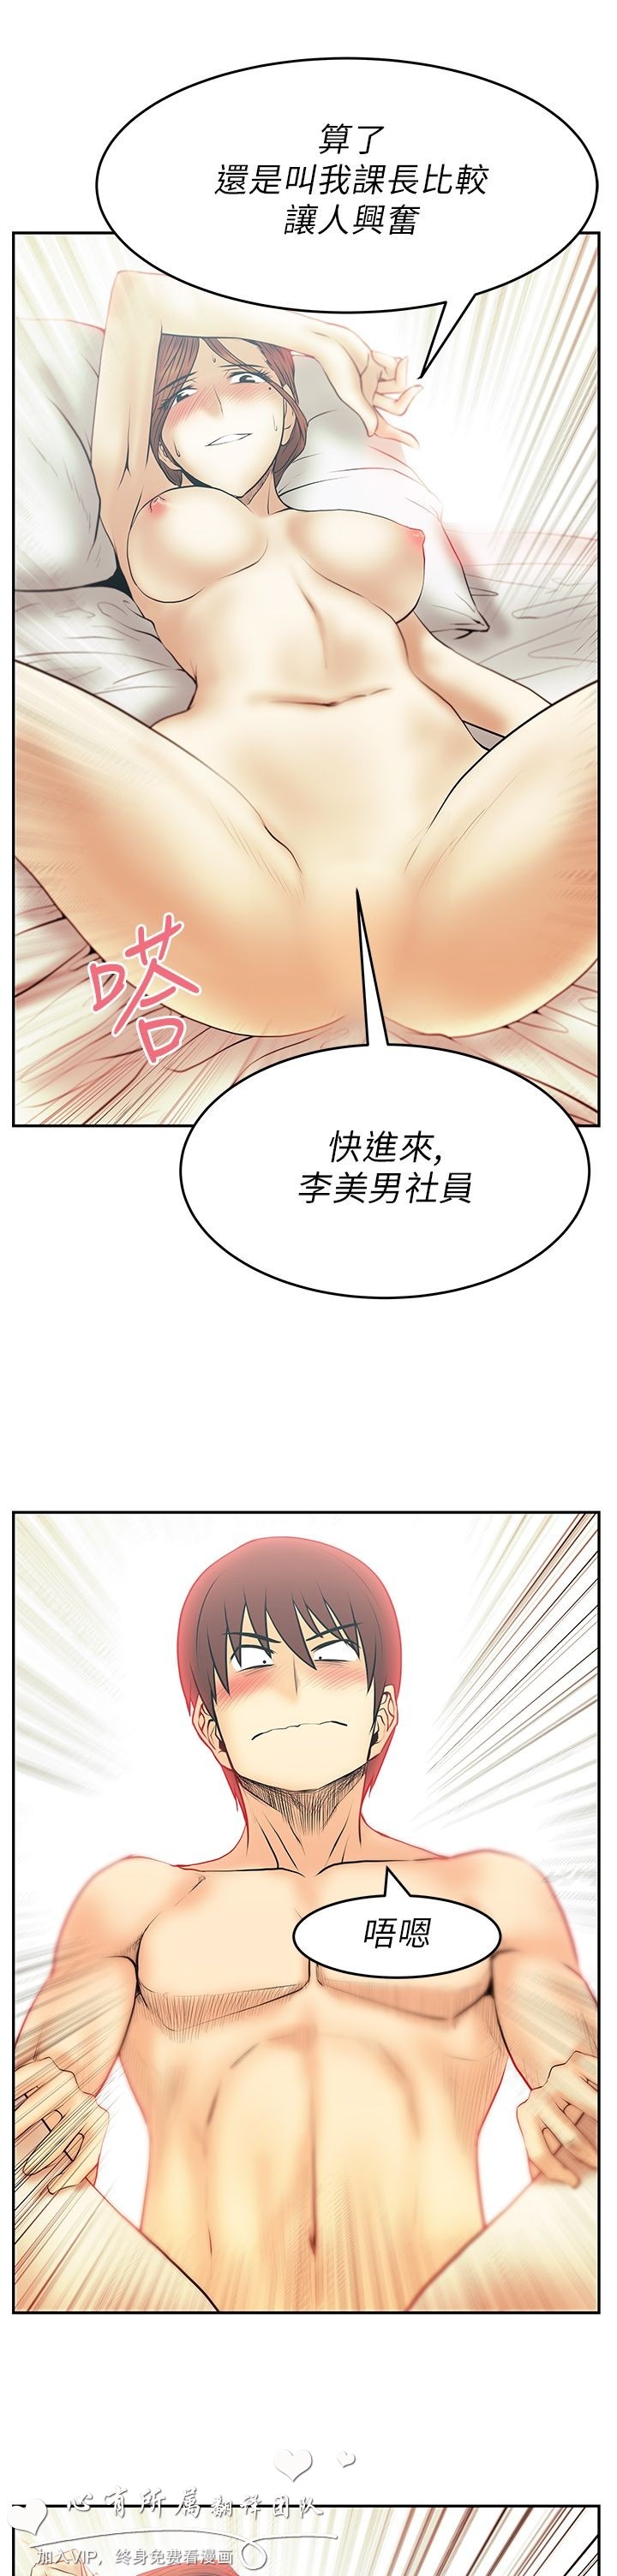 算了
還是叫我課長比較
讓人興奮
嗒
快進來,
李美男社員
唔嗯
心有所属翻译团队
加入VIP，终身免费看漫画